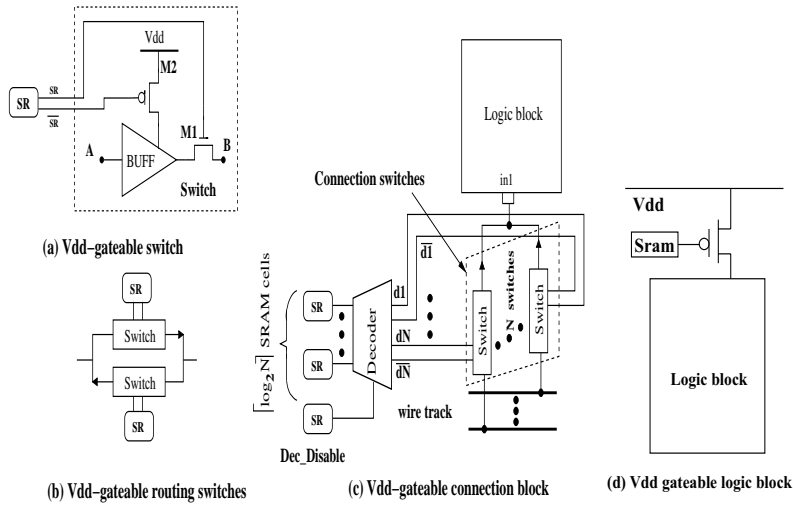 Vdd
M2
SR
SR
SR
M1
A
B
BUFF
Switch
(a) Vdd-gateable switch
SR
Switch
Switch
SR
(b) Vdd-gateable routing switches
Logic block
in1
Connection switches
d1
d1
N switches
Switch
Switch
dN
dN
Decoder
SR
SR
SR
⌈log2N⌉ SRAM cells
wire track
Dec_Disable
(c) Vdd-gateable connection block
Vdd
Sram
Logic block
(d) Vdd gateable logic block